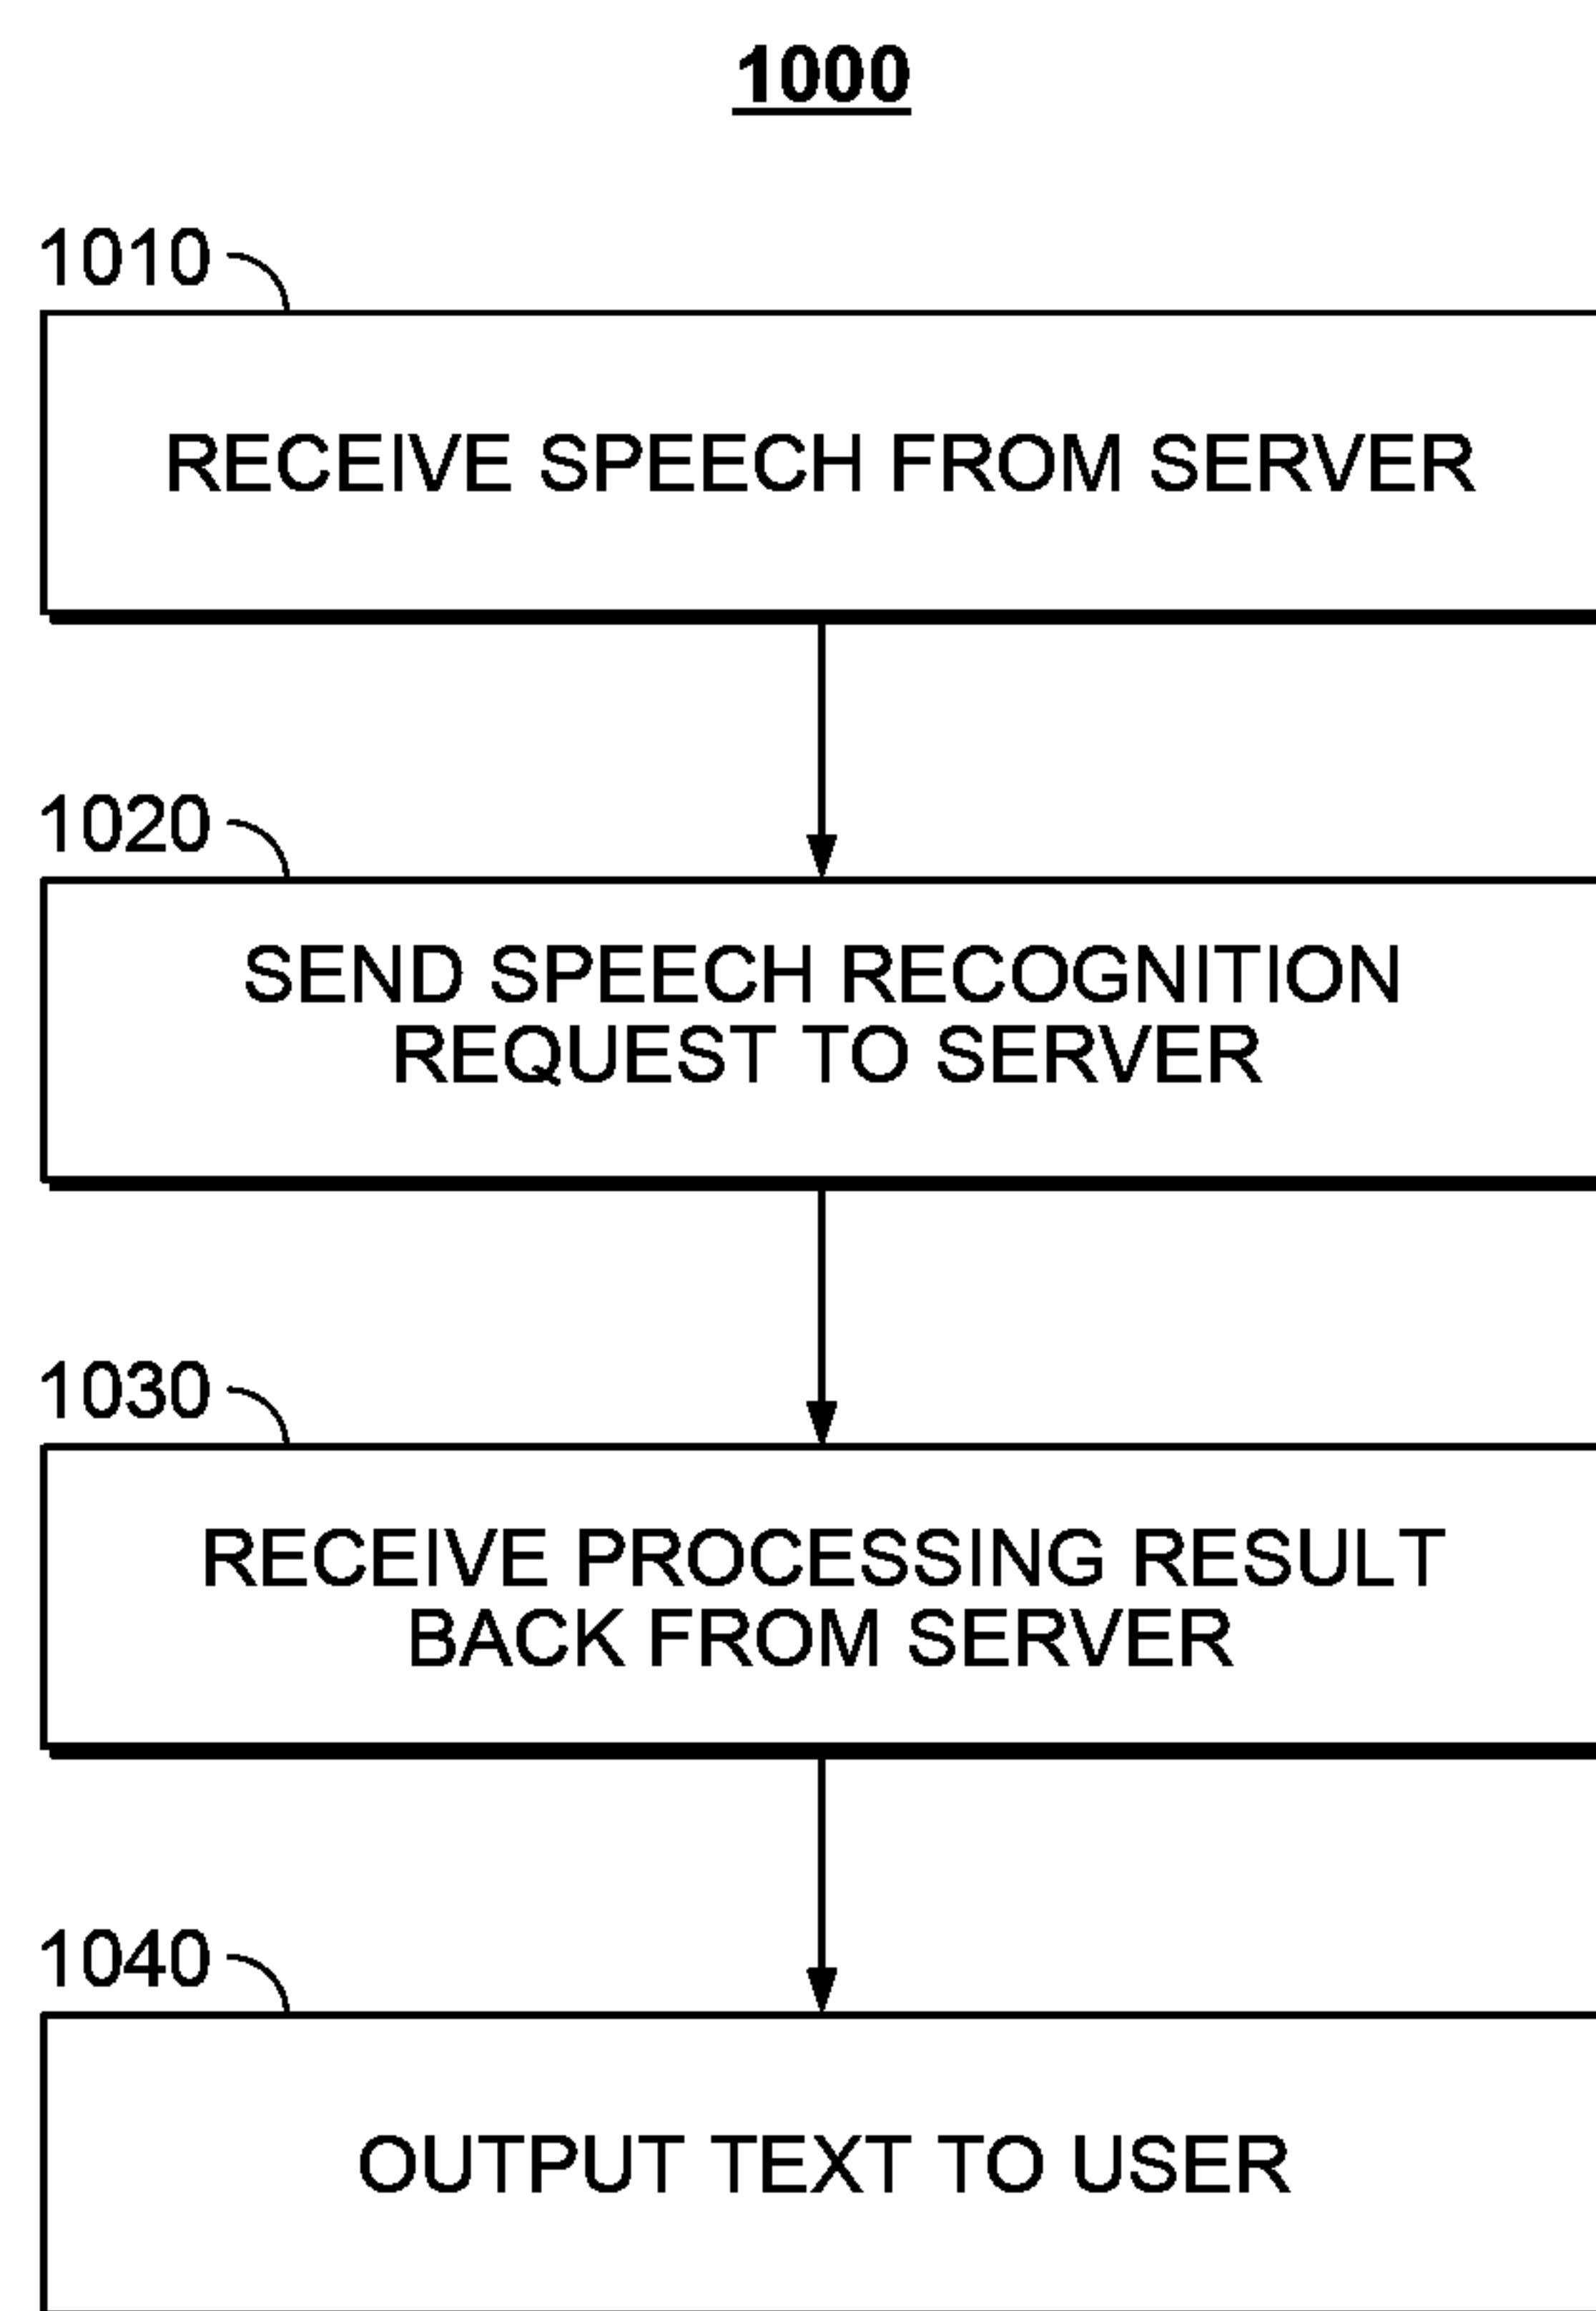 1000
1010
RECEIVE SPEECH FROM SERVER
1020
SEND SPEECH RECOGNITION
REQUEST TO SERVER
1030
RECEIVE PROCESSING RESULT
BACK FROM SERVER
1040
OUTPUT TEXT TO USER